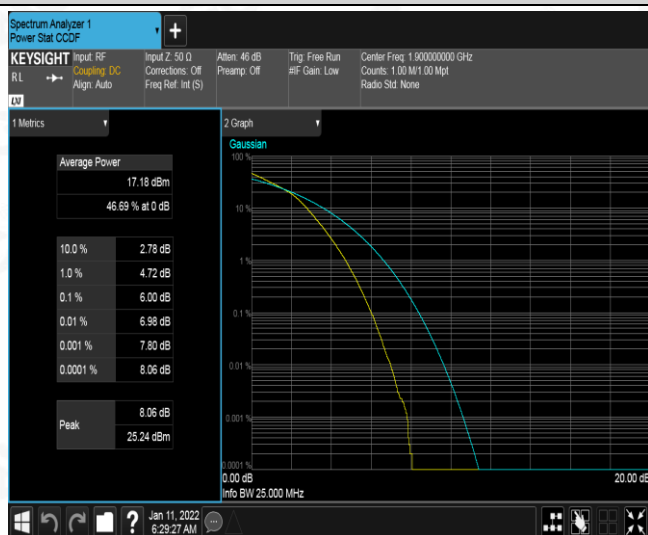 Spectrum Analyzer 1
Power Stat CCDF
+
KEYSIGHT
RL
LXI
Input: RF
Coupling: DC
Align: Auto
Input Z: 50 Ω
Corrections: Off
Freq Ref: Int (S)
Atten: 46 dB
Preamp: Off
Trig: Free Run
#IF Gain: Low
Center Freq: 1.900000000 GHz
Counts: 1.00 M/1.00 Mpt
Radio Std: None
1 Metrics
Average Power
17.18 dBm
46.69 % at 0 dB
10.0 % 2.78 dB
1.0 % 4.72 dB
0.1 % 6.00 dB
0.01 % 6.98 dB
0.001 % 7.80 dB
0.0001 % 8.06 dB
Peak
8.06 dB
25.24 dBm
2 Graph
Gaussian
100 %
10 %
1 %
0.1 %
0.01 %
0.001 %
0.0001 %
0.00 dB
20.00 dB
Info BW 25.000 MHz
?
Jan 11, 2022
6:29:27 AM